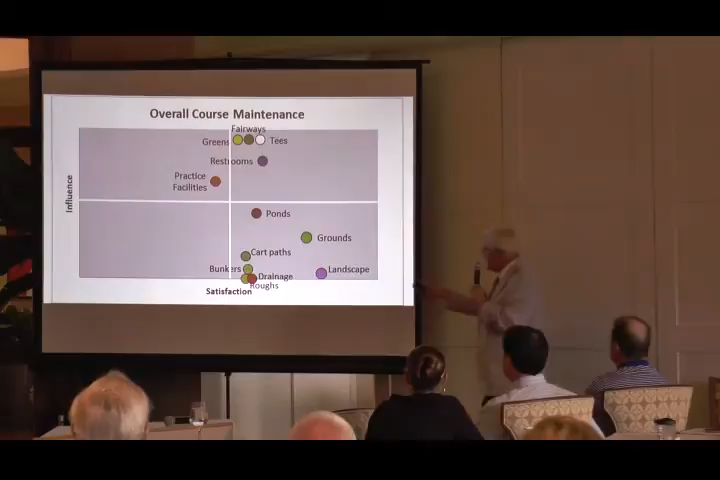 Overall Course Maintenance
Fairways
Greens
Tees
Restrooms
Practice
Facilities
Influence
Ponds
Grounds
Cart paths
Bunkers
Landscape
Drainage
Roughs
Satisfaction